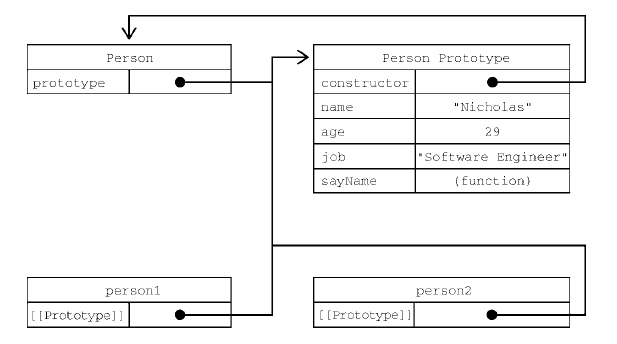 Person
prototype
Person Prototype
constructor
name "Nicholas"
age 29
job "Software Engineer"
sayName (function)
person1
[[Prototype]]
person2
[[Prototype]]